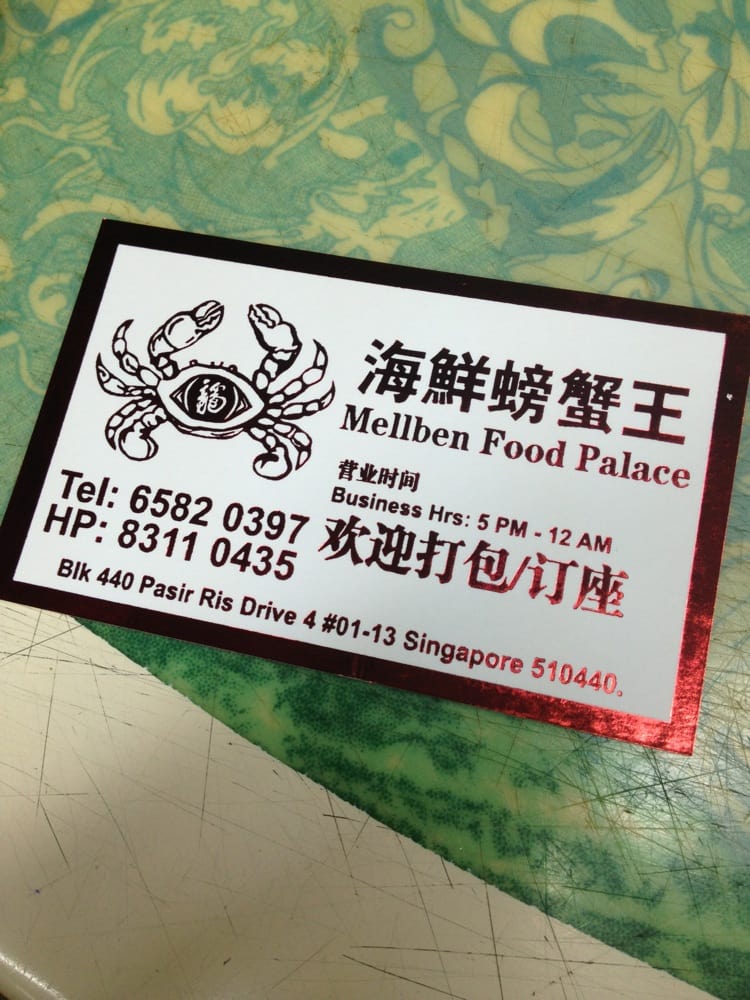 福
海鮮螃蟹王
Mellben Food Palace
营业时间
Business Hrs: 5 PM - 12 AM
欢迎打包/订座
Tel: 6582 0397
HP: 8311 0435
Blk 440 Pasir Ris Drive 4 #01-13 Singapore 510440.